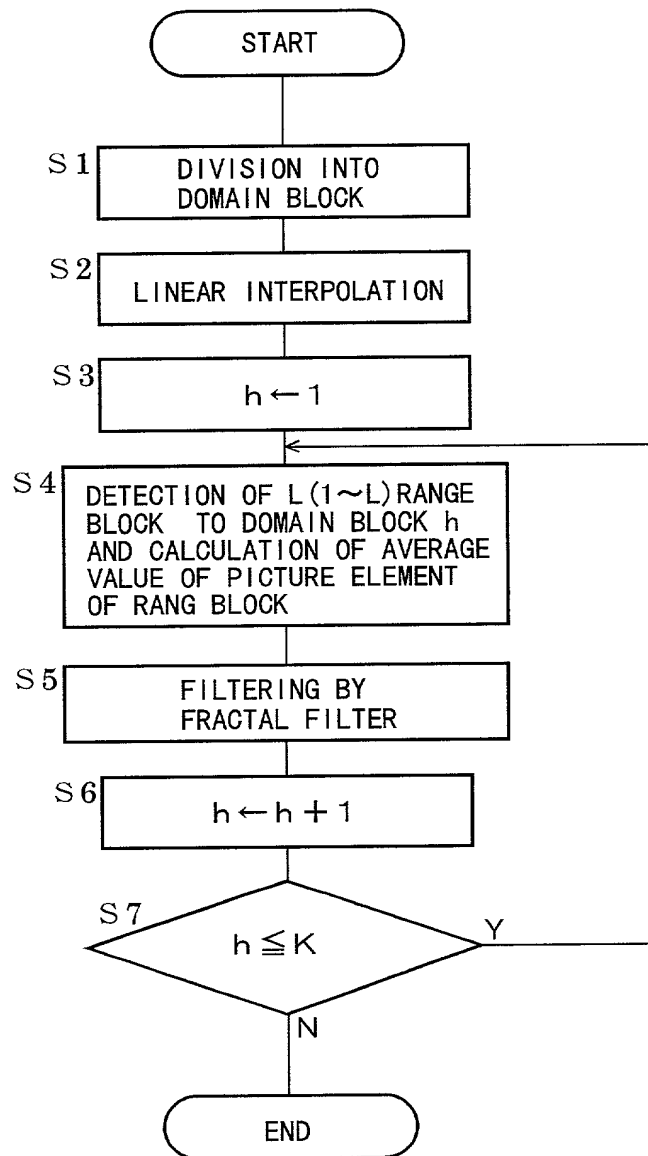 START
S1
DIVISION INTO
DOMAIN BLOCK
S2
LINEAR INTERPOLATION
S3
h←1
S4
DETECTION OF L(1~L)RANGE
BLOCK TO DOMAIN BLOCK h
AND CALCULATION OF AVERAGE
VALUE OF PICTURE ELEMENT
OF RANG BLOCK
S5
FILTERING BY
FRACTAL FILTER
S6
h←h+1
S7
h≦K
Y
N
END